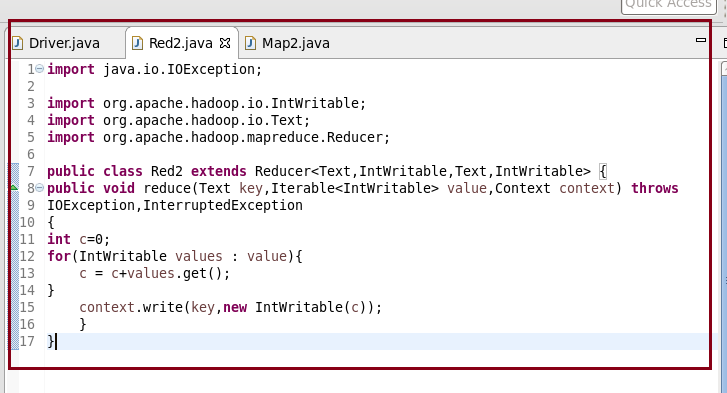 Quick Access
Driver.java Red2.java Map2.java
1 import java.io.IOException;
2
3 import org.apache.hadoop.io.IntWritable;
4 import org.apache.hadoop.io.Text;
5 import org.apache.hadoop.mapreduce.Reducer;
6
7 public class Red2 extends Reducer<Text,IntWritable,Text,IntWritable> {
8 public void reduce(Text key,Iterable<IntWritable> value,Context context) throws
9 IOException,InterruptedException
10 {
11 int c=0;
12 for(IntWritable values : value){
13     c = c+values.get();
14 }
15     context.write(key,new IntWritable(c));
16     }
17 }